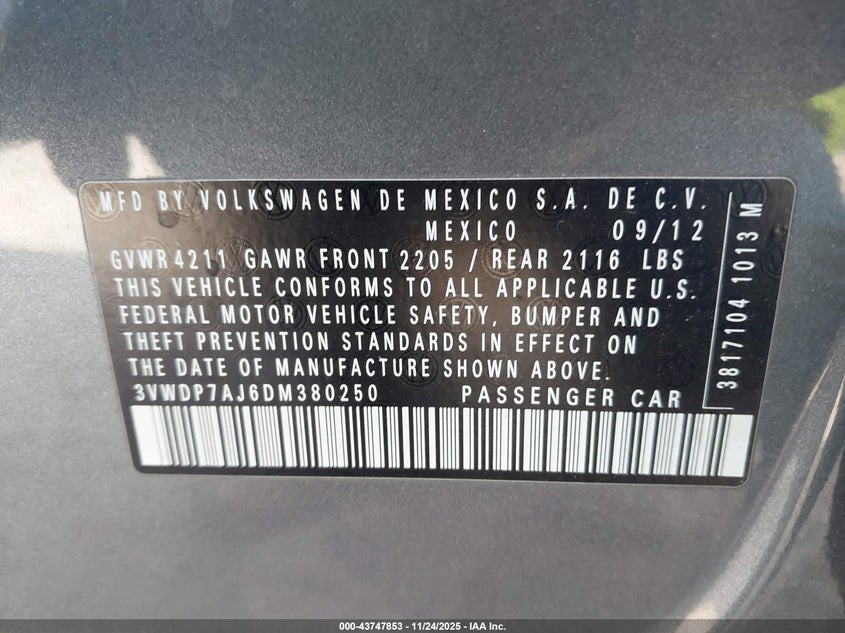 MFD BY VOLKSWAGEN DE MEXICO S.A. DE C.V.
MEXICO 09/12
GVWR 4211 GAWR FRONT 2205 / REAR 2116 LBS
THIS VEHICLE CONFORMS TO ALL APPLICABLE U.S.
FEDERAL MOTOR VEHICLE SAFETY, BUMPER AND
THEFT PREVENTION STANDARDS IN EFFECT ON
THE DATE OF MANUFACTURE SHOWN ABOVE.
3VWDP7AJ6DM380250 PASSENGER CAR
3817104 1013 M
000-43747853 - 11/24/2025 - IAA Inc.